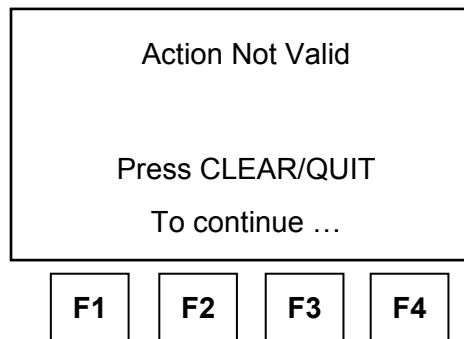 Action Not Valid
Press CLEAR/QUIT
To continue …
F1 F2 F3 F4